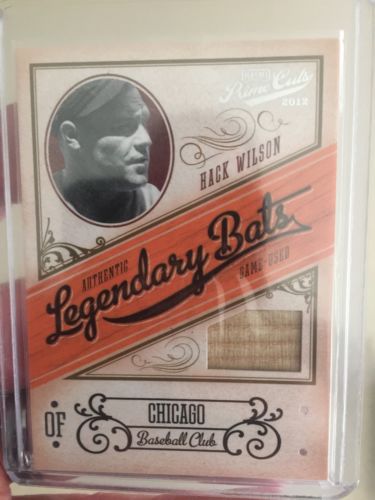 PLAYOFF
Prime Cuts
2012
HACK WILSON
AUTHENTIC
Legendary Bats
GAME-USED
OF
CHICAGO
Baseball Club